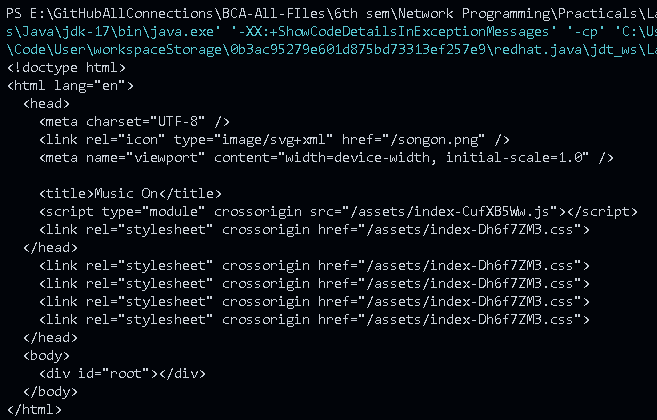 PS E:\GitHubAllConnections\BCA-All-FIles\6th sem\Network Programming\Practicals\La
s\Java\jdk-17\bin\java.exe' '-XX:+ShowCodeDetailsInExceptionMessages' '-cp' 'C:\Us
\Code\User\workspaceStorage\0b3ac95279e601d875bd73313ef257e9\redhat.java\jdt_ws\La
<!doctype html>
<html lang="en">
  <head>
    <meta charset="UTF-8" />
    <link rel="icon" type="image/svg+xml" href="/songon.png" />
    <meta name="viewport" content="width=device-width, initial-scale=1.0" />

    <title>Music On</title>
    <script type="module" crossorigin src="/assets/index-CufXB5Ww.js"></script>
    <link rel="stylesheet" crossorigin href="/assets/index-Dh6f7ZM3.css">
  </head>
    <link rel="stylesheet" crossorigin href="/assets/index-Dh6f7ZM3.css">
    <link rel="stylesheet" crossorigin href="/assets/index-Dh6f7ZM3.css">
    <link rel="stylesheet" crossorigin href="/assets/index-Dh6f7ZM3.css">
    <link rel="stylesheet" crossorigin href="/assets/index-Dh6f7ZM3.css">
  </head>
  <body>
    <div id="root"></div>
  </body>
</html>